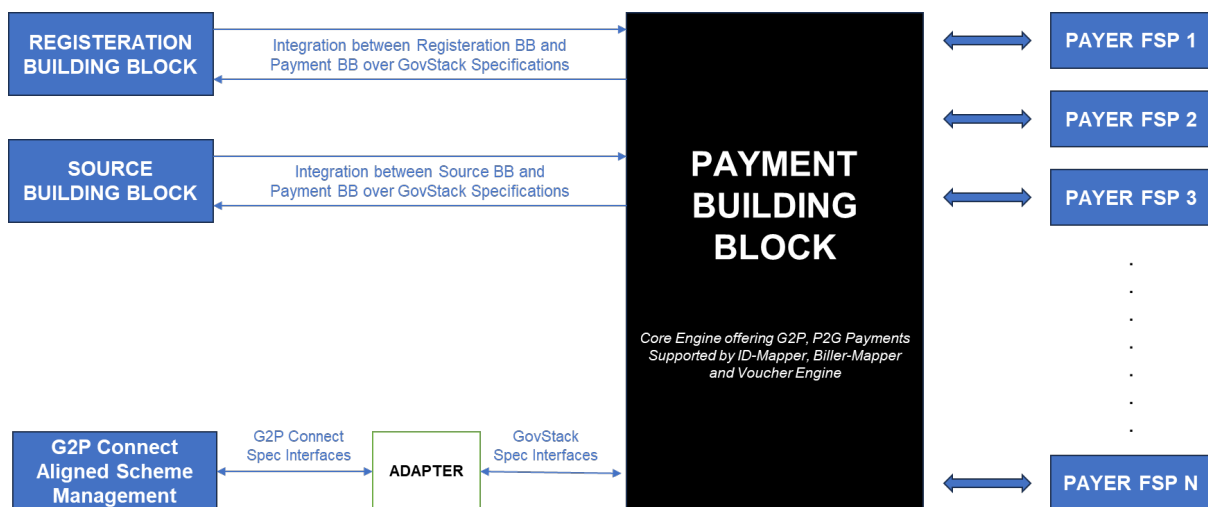 REGISTERATION
BUILDING BLOCK
Integration between Registeration BB and
Payment BB over GovStack Specifications
SOURCE
BUILDING BLOCK
Integration between Source BB and
Payment BB over GovStack Specifications
G2P Connect
Aligned Scheme
Management
G2P Connect
Spec Interfaces
ADAPTER
GovStack
Spec Interfaces
PAYMENT
BUILDING
BLOCK
Core Engine offering G2P, P2G Payments
Supported by ID-Mapper, Biller-Mapper
and Voucher Engine
PAYER FSP 1
PAYER FSP 2
PAYER FSP 3
.
.
.
.
.
.
.
PAYER FSP N